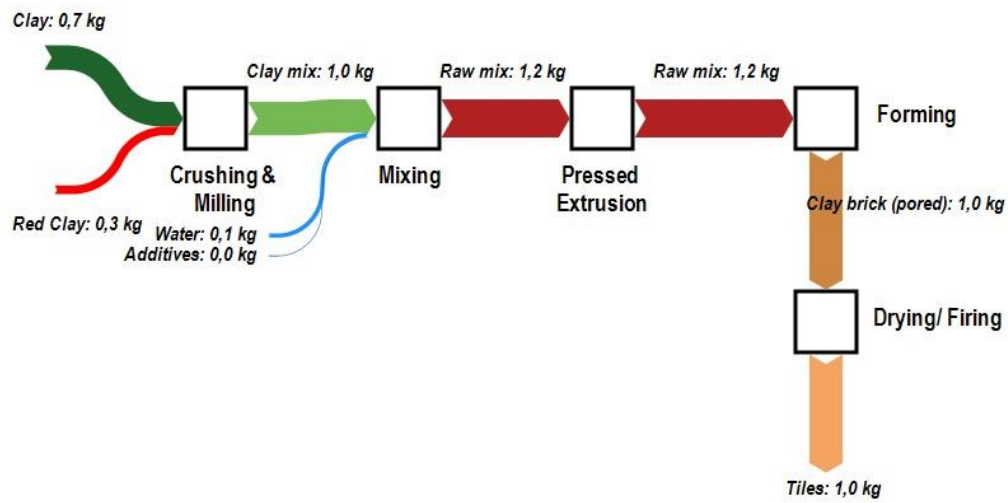 Clay: 0,7 kg
Clay mix: 1,0 kg
Raw mix: 1,2 kg
Raw mix: 1,2 kg
Forming
Crushing &
Milling
Mixing
Pressed
Extrusion
Red Clay: 0,3 kg
Water: 0,1 kg
Additives: 0,0 kg
Clay brick (pored): 1,0 kg
Drying/ Firing
Tiles: 1,0 kg